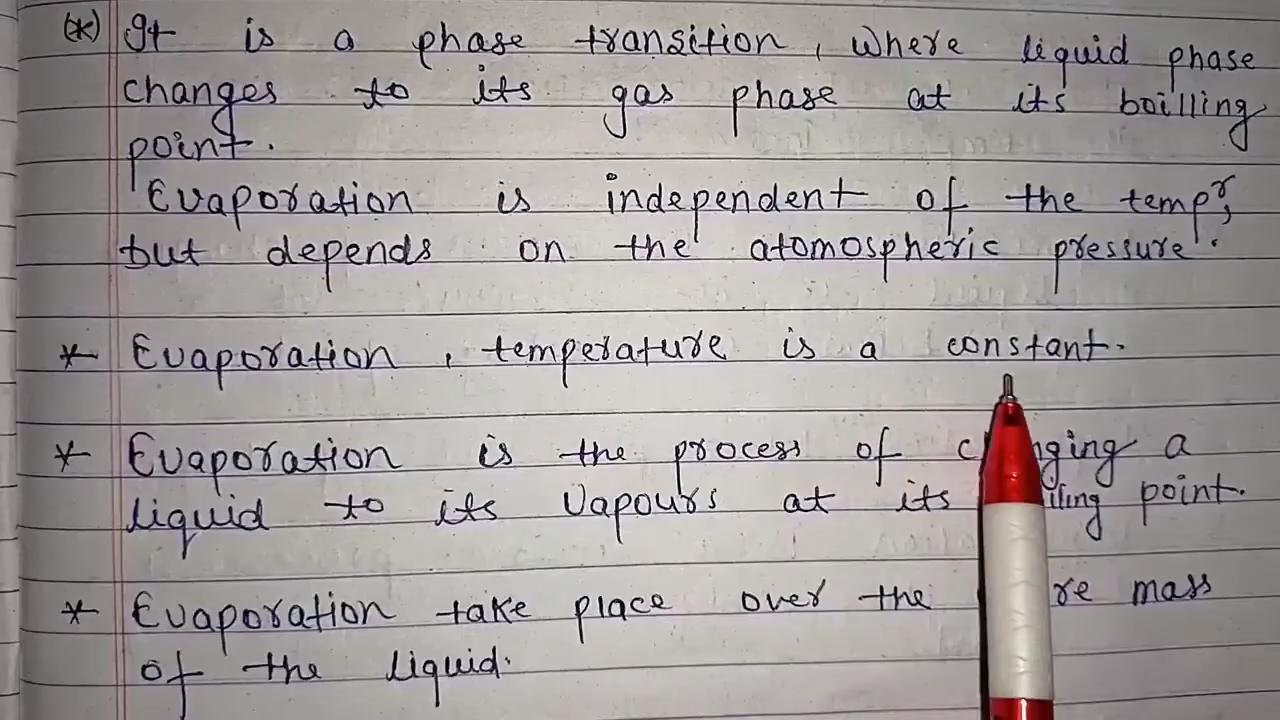 (*) It is a phase transition, where liquid phase
changes to its gas phase at its boilling
point.
Evaporation is independent of the tempr,
but depends on the atomospheric pressure.
* Evaporation, temperature is a constant.
* Evaporation is the process of a
liquid to its vapours at its point.
* Evaporation take place over the mass
of the liquid.